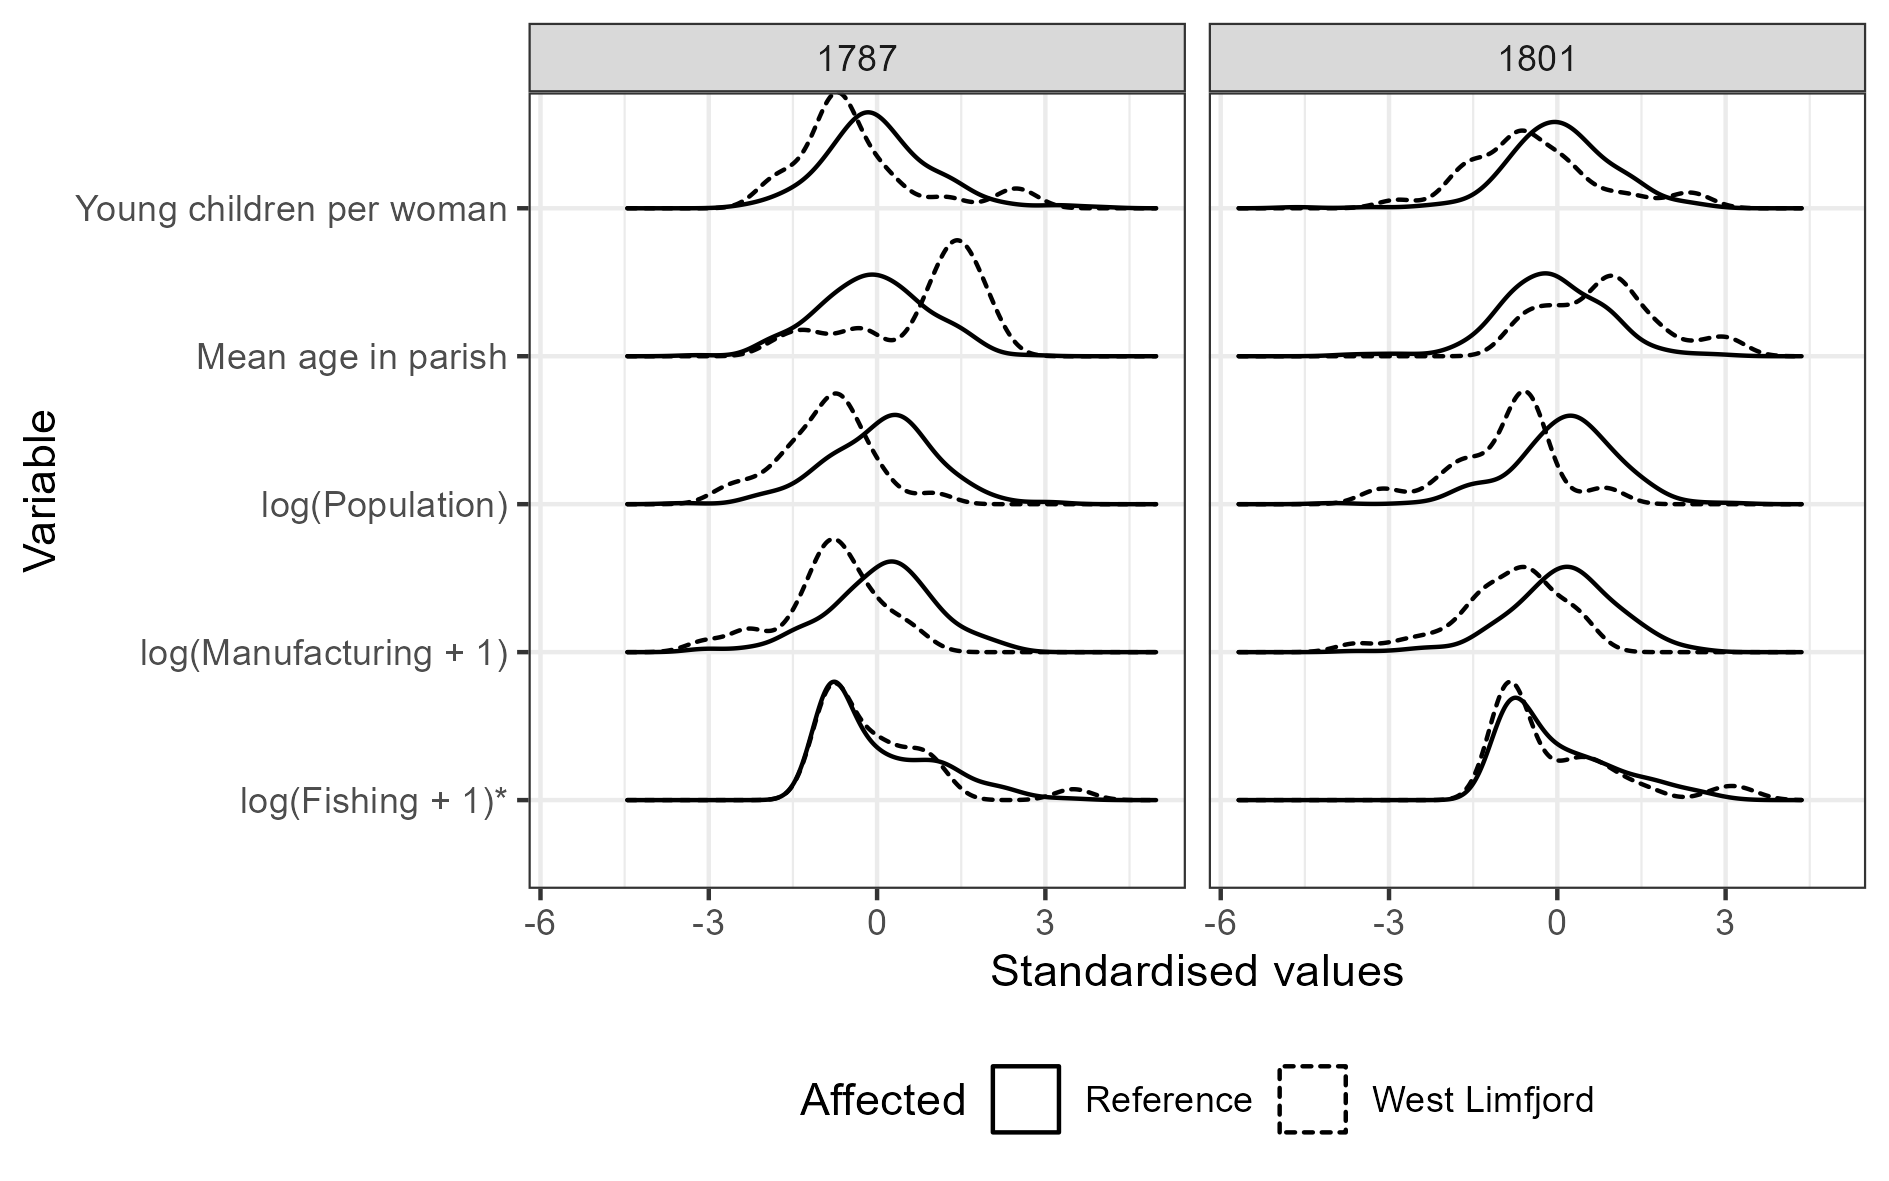 1787
1801
Variable
Young children per woman
Mean age in parish
log(Population)
log(Manufacturing + 1)
log(Fishing + 1)*
-6 -3 0 3
-6 -3 0 3
Standardised values
Affected Reference West Limfjord